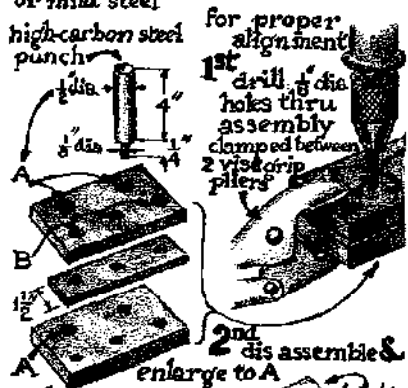 or mild steel
high-carbon steel
punch
1/2" dia
4"
1/8" dia
1/4"
A
B
1 1/2"
A
for proper
alignment
1st
drill 1/8" dia
holes thru
assembly
clamped between
2 vise grip
pliers
2nd
dis assemble &
enlarge to A